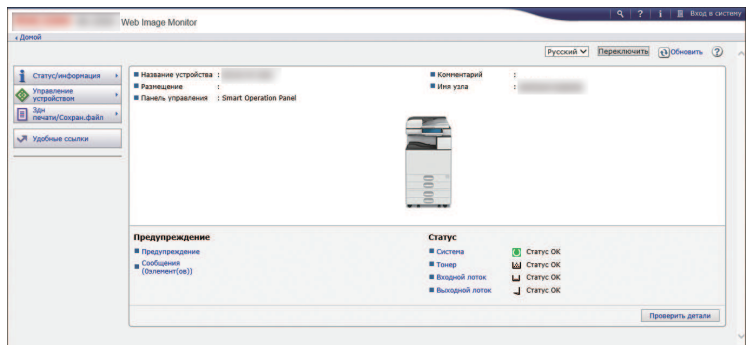 Web Image Monitor
? i Вход в систему
Домой
Русский Переключить Обновить ?
Статус/информация
Управление
устройством
Здн
печати/Сохран.файл
Удобные ссылки
Название устройства :
Размещение :
Панель управления : Smart Operation Panel
Комментарий :
Имя узла :
Предупреждение
Предупреждение
Сообщения
(0элемент(ов))
Статус
Система Статус OK
Тонер Статус OK
Входной лоток Статус OK
Выходной лоток Статус OK
Проверить детали